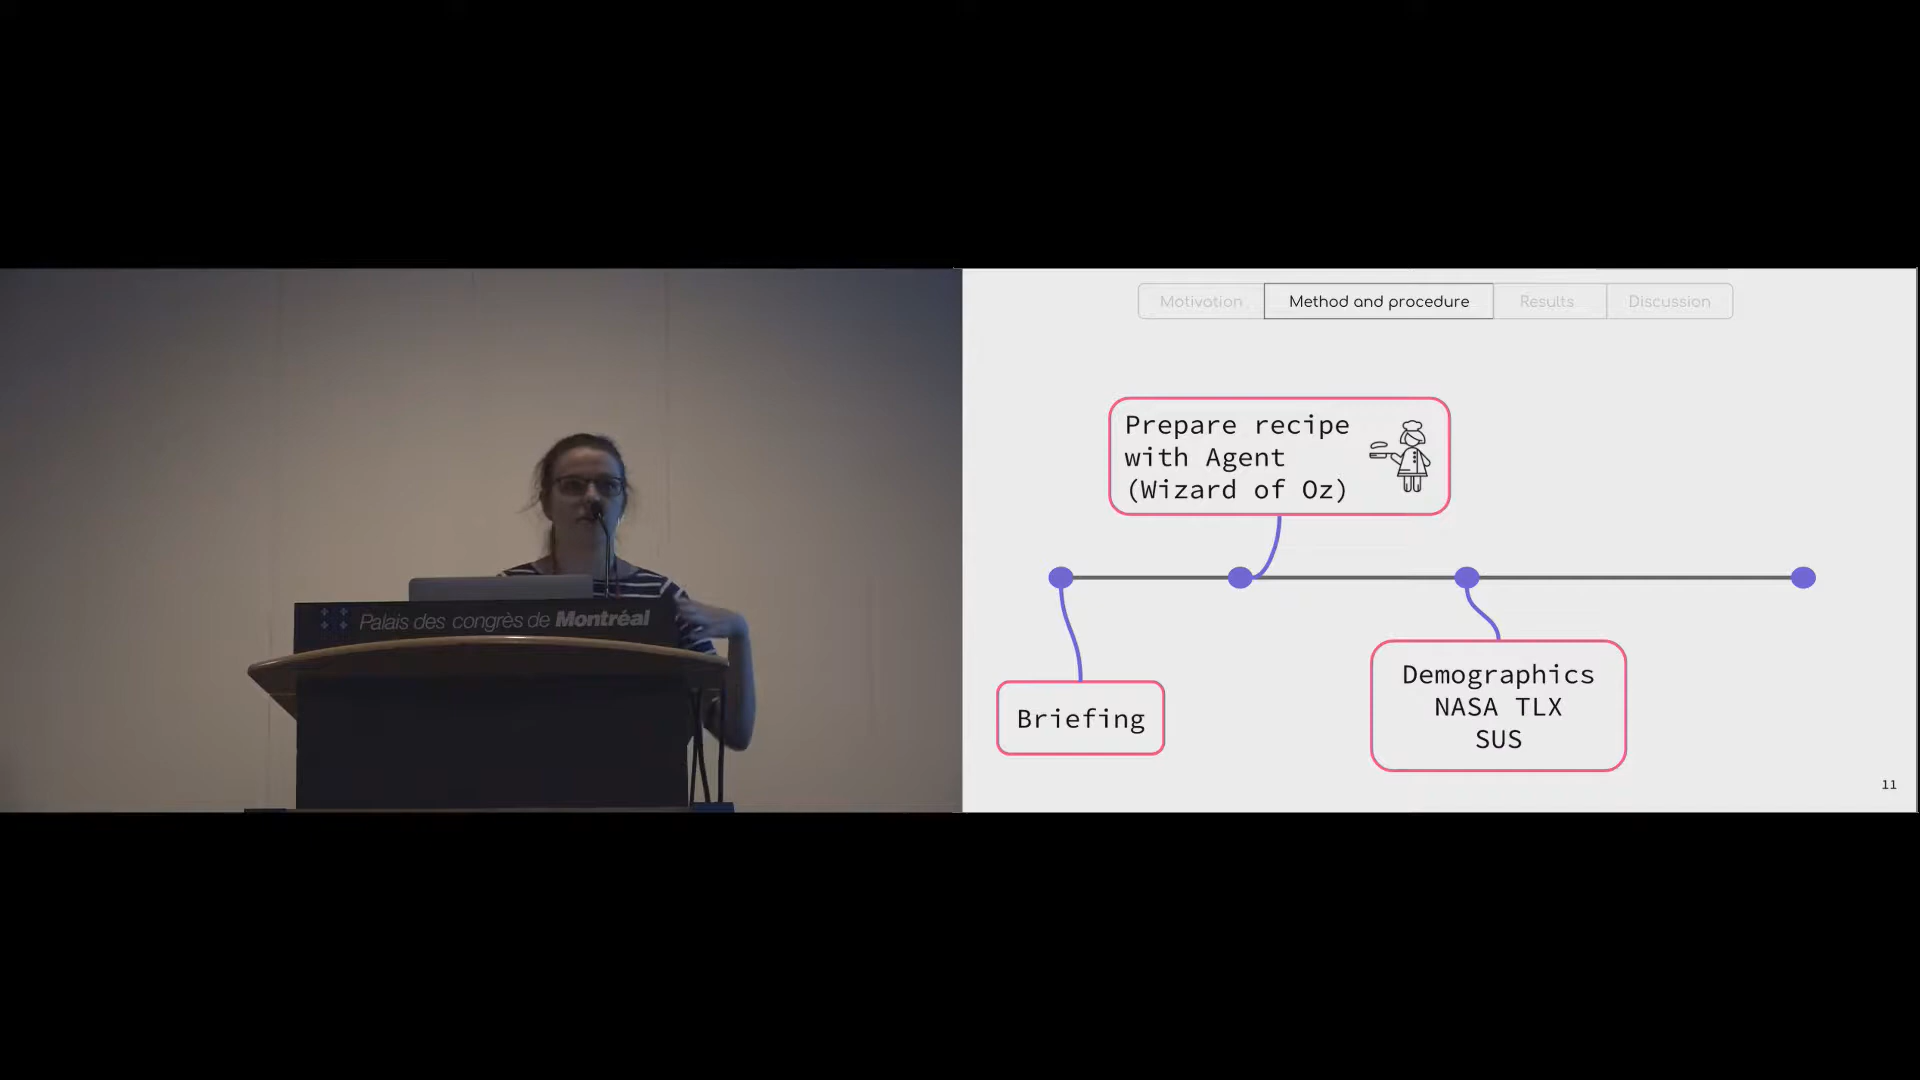 Palais des congrès de Montréal
Motivation
Method and procedure
Results
Discussion
Prepare recipe
with Agent
(Wizard of Oz)
Briefing
Demographics
NASA TLX
SUS
11